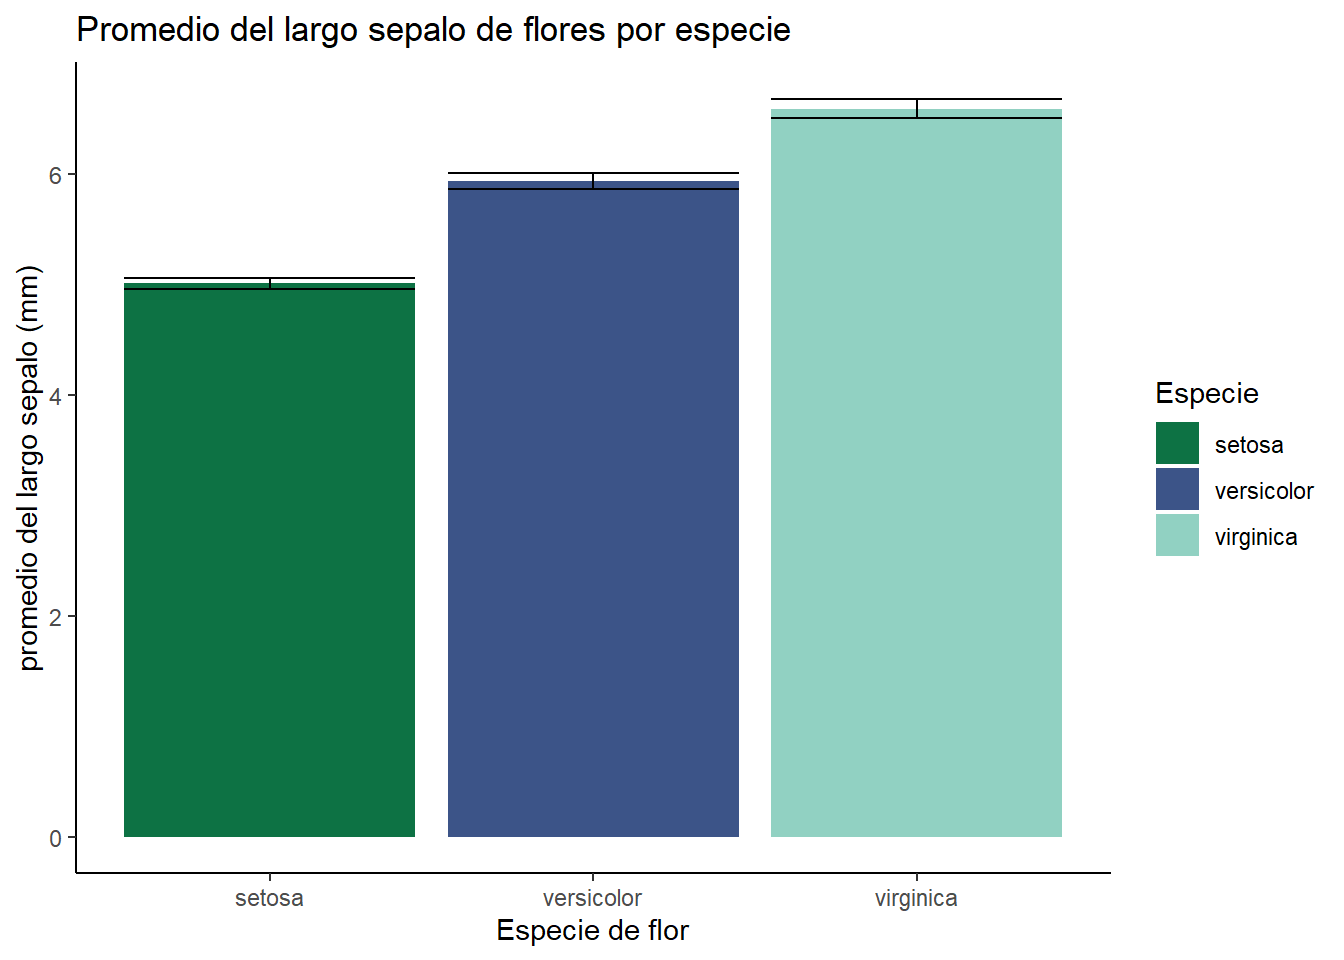 Promedio del largo sepalo de flores por especie
promedio del largo sepalo (mm)
6
4
2
0
setosa
versicolor
virginica
Especie de flor
Especie
setosa
versicolor
virginica